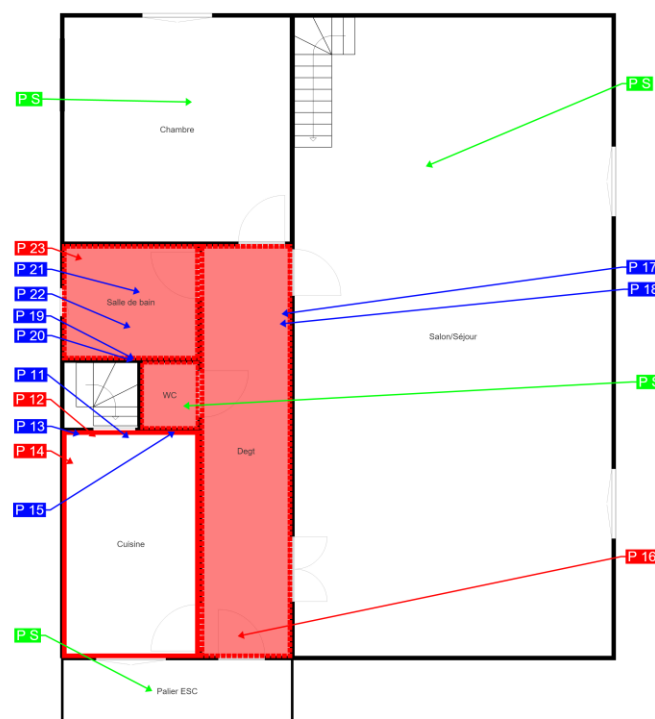 P S
Chambre
P S
P 23
P 21
P 22
P 19
P 20
P 11
P 12
P 13
P 14
P 15
Salle de bain
WC
Degt
Cuisine
Salon/Séjour
P 17
P 18
P S
P 16
P S
Palier ESC